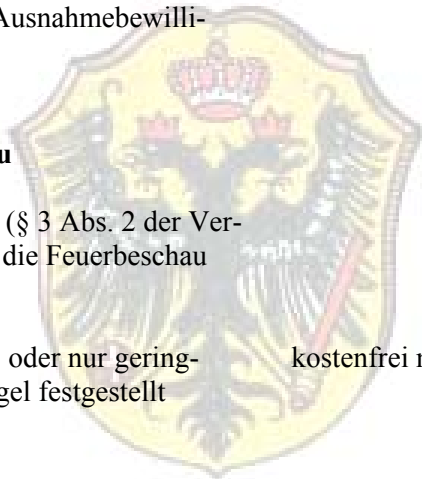 Ausnahmebewilli-
u
(§ 3 Abs. 2 der Ver-
die Feuerbeschau
oder nur gering- kostenfrei
gel festgestellt